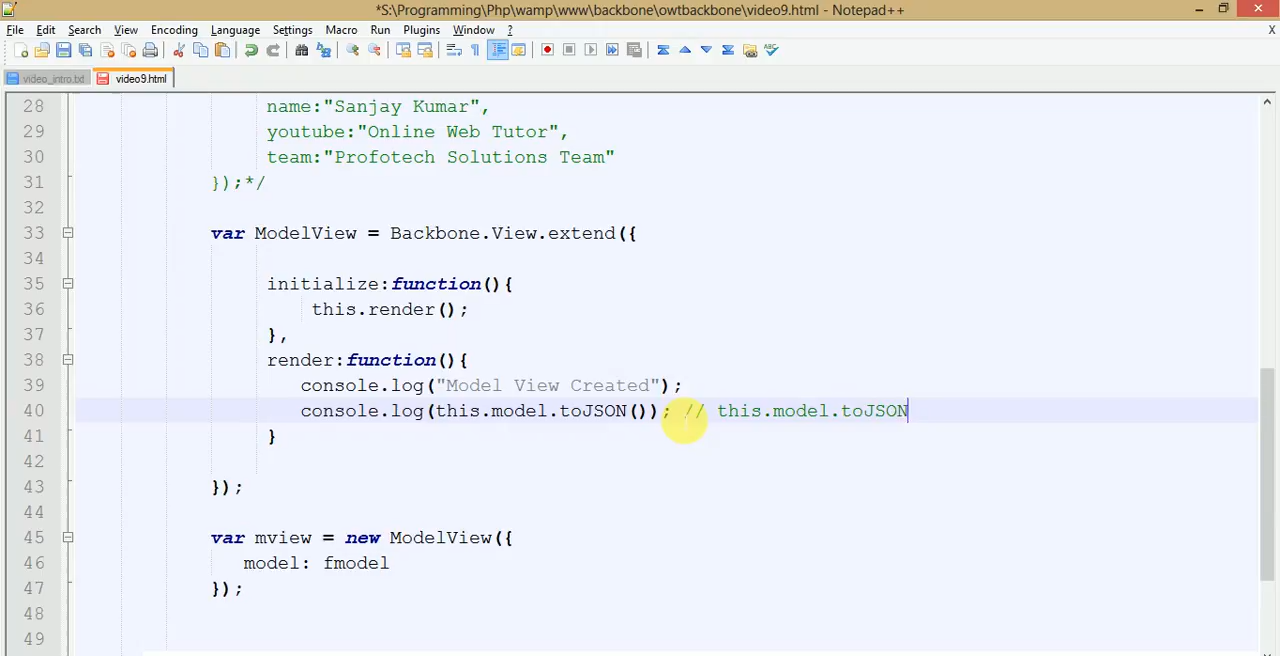 *S:\Programming\Php\wamp\www\backbone\owtbackbone\video9.html - Notepad++
File Edit Search View Encoding Language Settings Macro Run Plugins Window ? X
video_intro.txt video9.html
28 name:"Sanjay Kumar",
29 youtube:"Online Web Tutor",
30 team:"Profotech Solutions Team"
31 });*/
32
33 var ModelView = Backbone.View.extend({
34
35 initialize:function(){
36 this.render();
37 },
38 render:function(){
39 console.log("Model View Created");
40 console.log(this.model.toJSON()); // this.model.toJSON
41 }
42
43 });
44
45 var mview = new ModelView({
46 model: fmodel
47 });
48
49